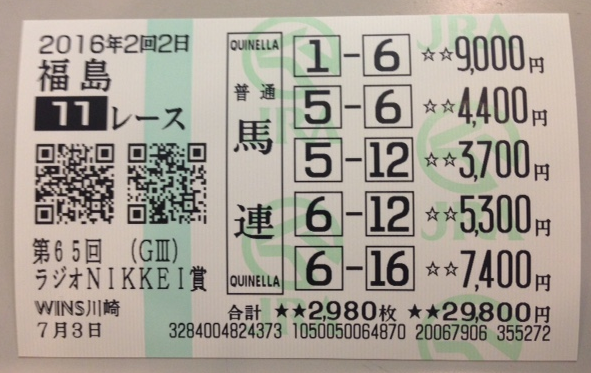 2016年2回2日
福島
11レース
第65回 (GⅢ)
ラジオNIKKEI賞
WINS川崎
7月3日
QUINELLA
普通
馬連
QUINELLA
1-6 ☆☆9,000円
5-6 ☆☆4,400円
5-12 ☆☆3,700円
6-12 ☆☆5,300円
6-16 ☆☆7,400円
合計 ★★2,980枚 ★★29,800円
3284004824373 1050050064870 20067906 355272
JRA
JRA
JRA
JRA